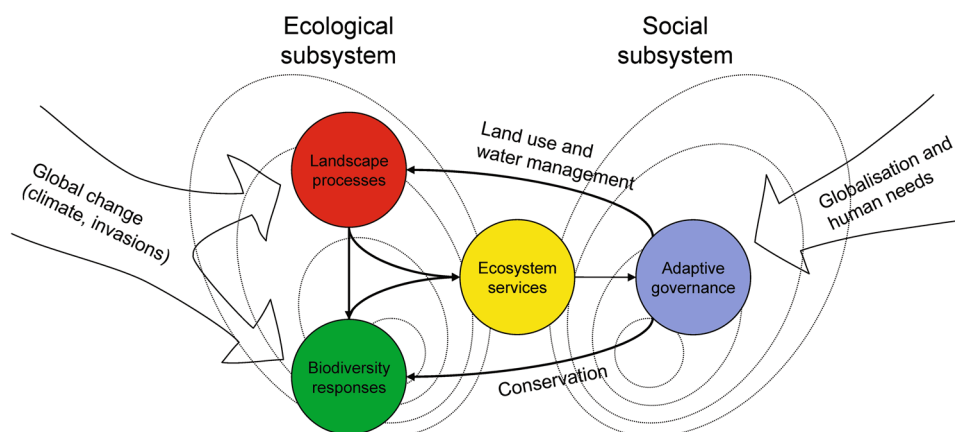 Ecological
subsystem
Social
subsystem
Landscape
processes
Land use and
water management
Global change
(climate, invasions)
Globalisation and
human needs
Ecosystem
services
Adaptive
governance
Biodiversity
responses
Conservation